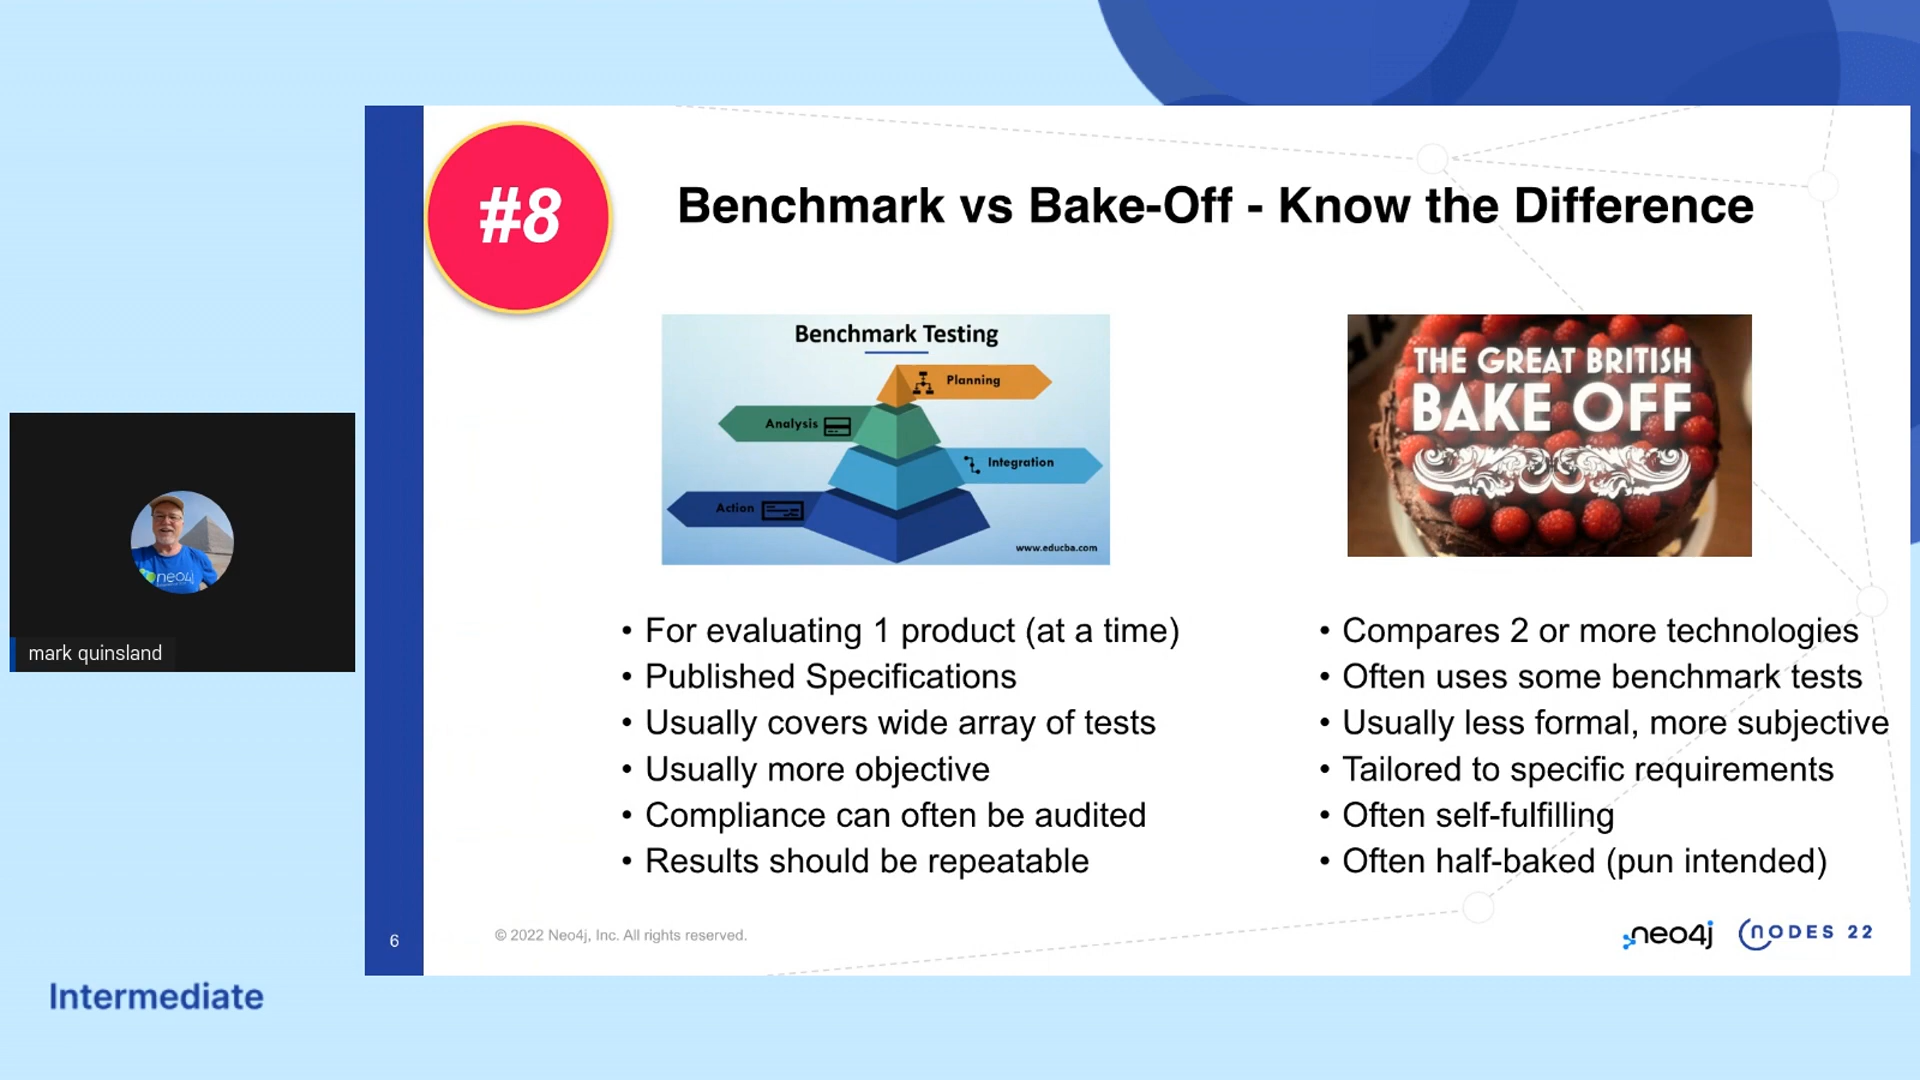 #8
Benchmark vs Bake-Off - Know the Difference
Benchmark Testing
Planning
Analysis
Integration
Action
www.educba.com
THE GREAT BRITISH
BAKE OFF
neo4j
mark quinsland
• For evaluating 1 product (at a time)
• Published Specifications
• Usually covers wide array of tests
• Usually more objective
• Compliance can often be audited
• Results should be repeatable
• Compares 2 or more technologies
• Often uses some benchmark tests
• Usually less formal, more subjective
• Tailored to specific requirements
• Often self-fulfilling
• Often half-baked (pun intended)
6
© 2022 Neo4j, Inc. All rights reserved.
neo4j
NODES 22
Intermediate